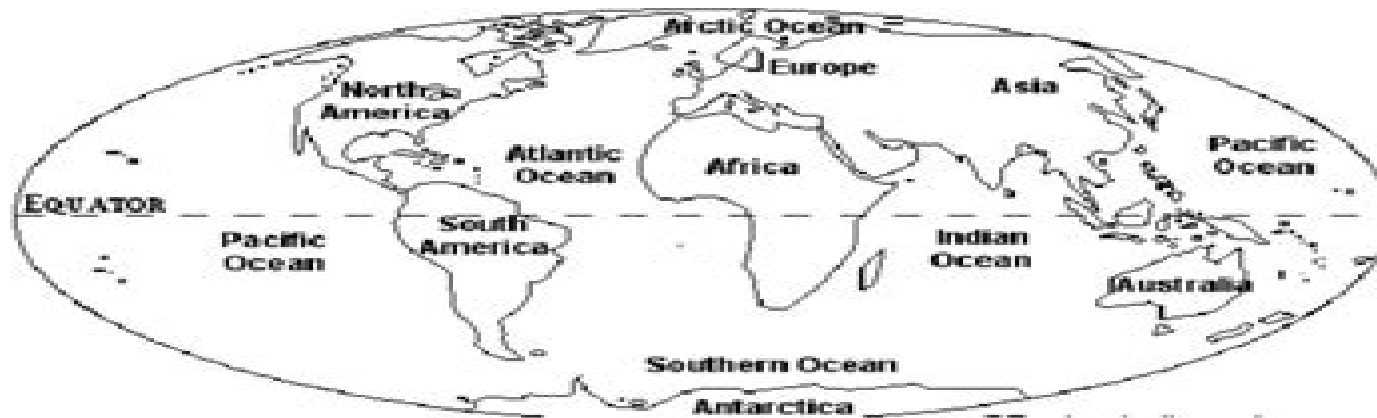 Arctic Ocean
Europe
Asia
North
America
Atlantic
Ocean
Africa
Pacific
Ocean
EQUATOR
South
America
Pacific
Ocean
Indian
Ocean
Australia
Southern Ocean
Antarctica